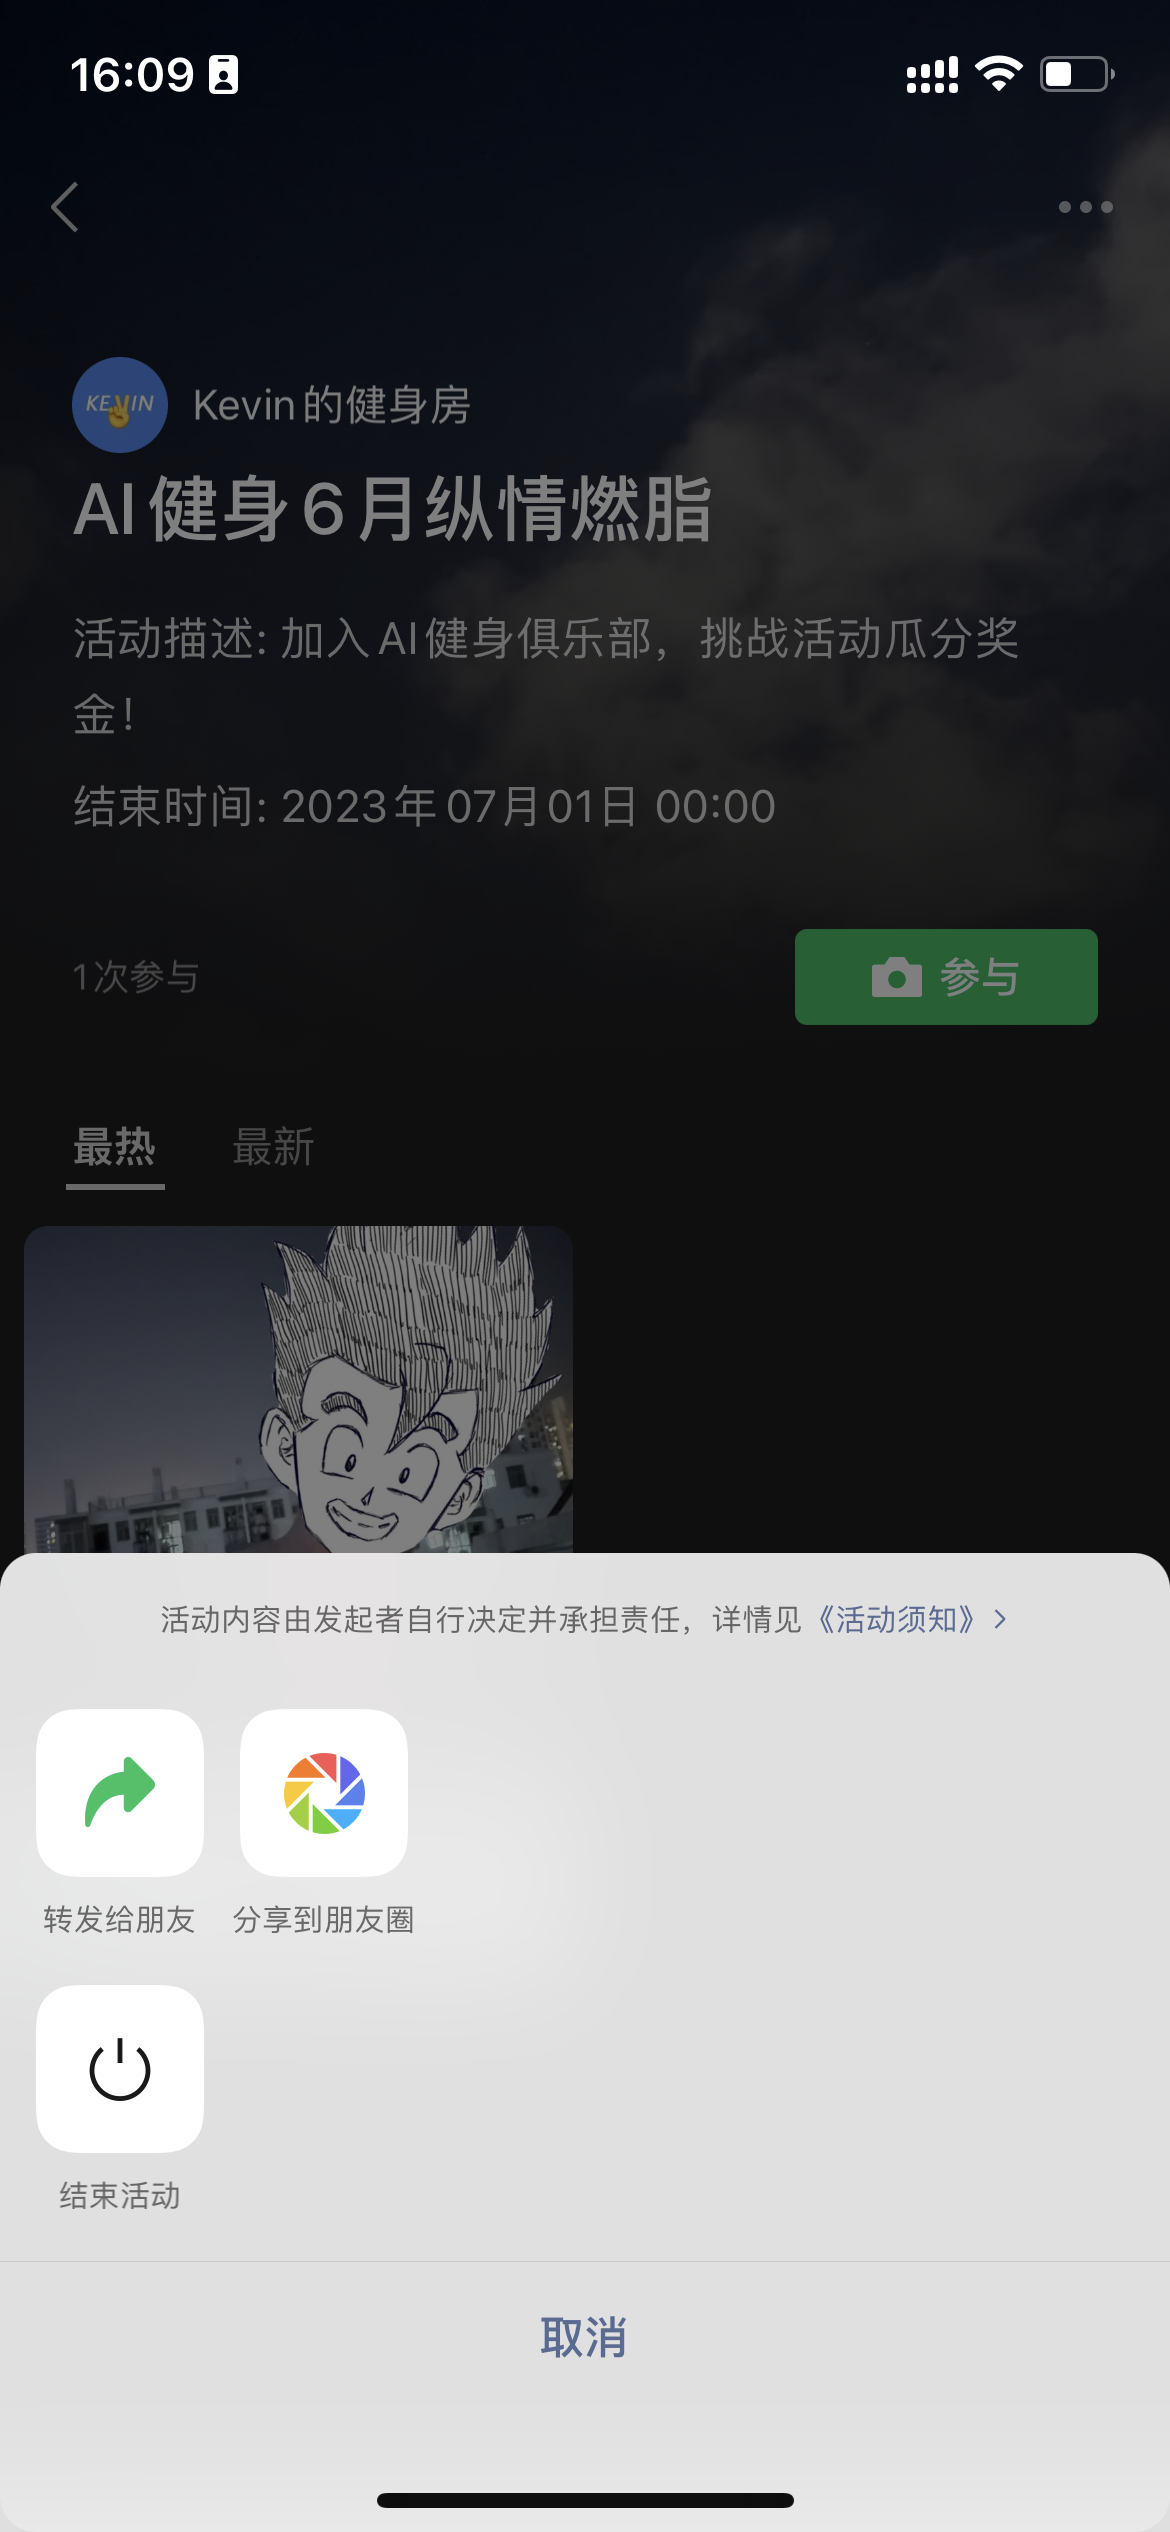 16:09
KEVIN
Kevin的健身房
AI健身6月纵情燃脂
活动描述: 加入AI健身俱乐部，挑战活动瓜分奖
金！
结束时间: 2023年07月01日 00:00
1次参与
参与
最热
最新
活动内容由发起者自行决定并承担责任，详情见《活动须知》
转发给朋友
分享到朋友圈
结束活动
取消